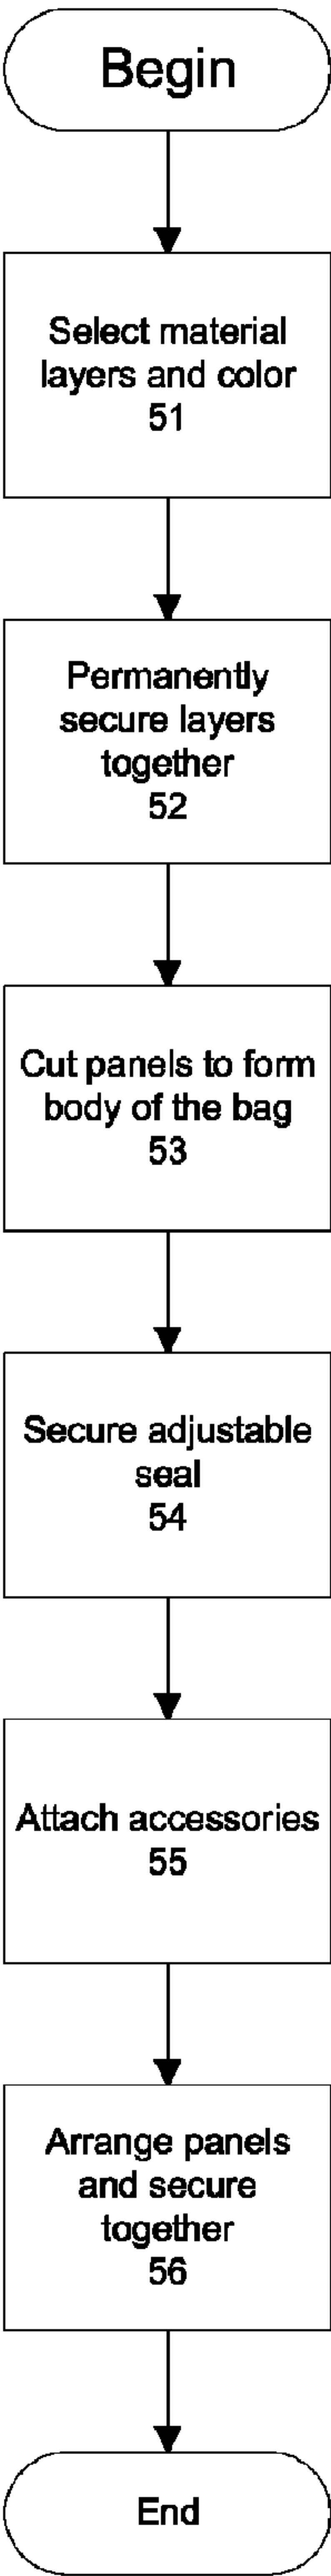 Begin
Select material
layers and color
51
Permanently
secure layers
together
52
Cut panels to form
body of the bag
53
Secure adjustable
seal
54
Attach accessories
55
Arrange panels
and secure
together
56
End